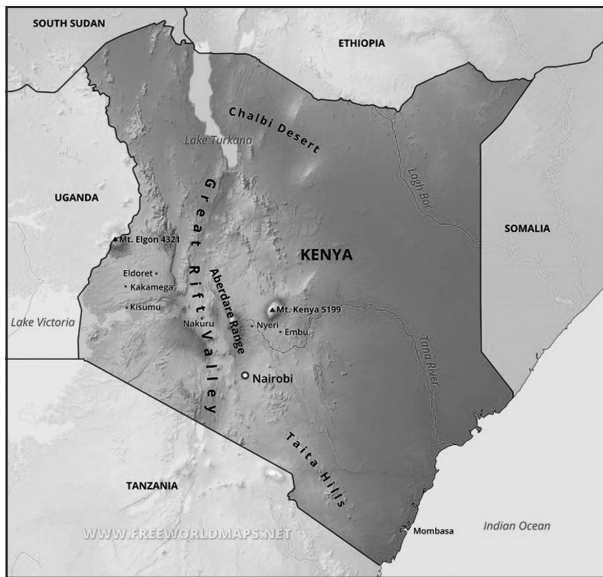 SOUTH SUDAN
ETHIOPIA
Chalbi Desert
Lake Turkana
Lagh Bor
UGANDA
Great Rift Valley
SOMALIA
Mt. Elgon 4321
KENYA
Eldoret
Aberdare Range
Kakamega
Kisumu
Mt. Kenya 5199
Lake Victoria
Nakuru
Nyeri
Embu
Tana River
Nairobi
Taita Hills
TANZANIA
WWW.FREEWORLDMAPS.NET
Mombasa
Indian Ocean